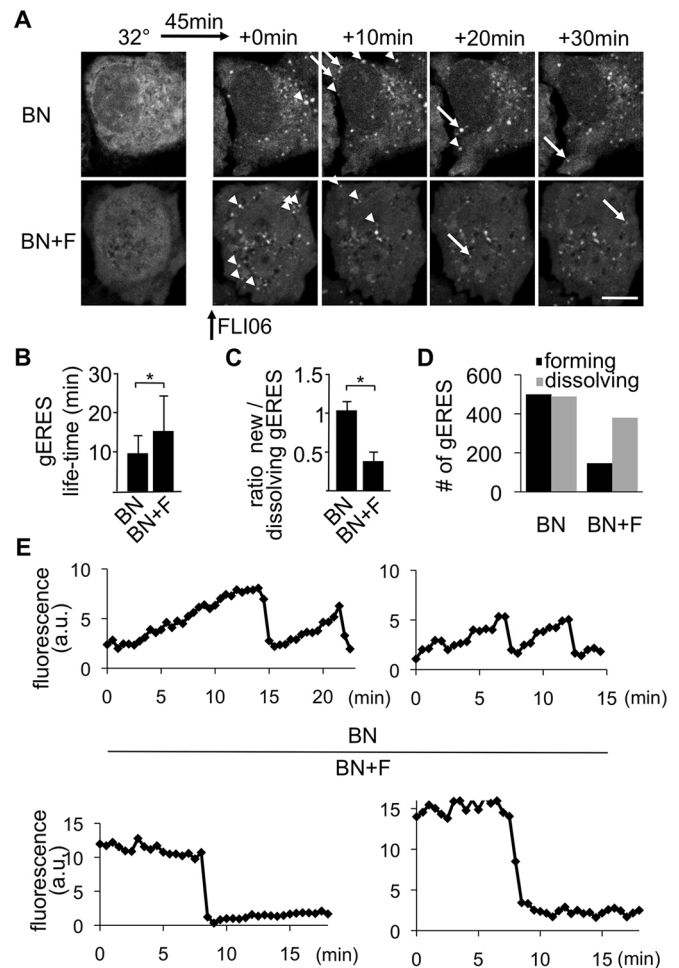 A
45min
32° +0min +10min +20min +30min
BN
BN+F
FLI06
B
gERES
life-time (min)
30
20
10
*
BN
BN+F
C
ratio new /
dissolving gERES
1.5
1
0.5
*
BN
BN+F
D
forming
dissolving
# of gERES
600
400
200
0
BN BN+F
E
fluorescence
(a.u.)
10
5
0
0 5 10 15 20 (min)
10
5
0
0 5 10 15 (min)
BN
BN+F
fluorescence
(a.u.)
15
10
5
0
0 5 10 15 (min)
15
10
5
0
0 5 10 15 (min)